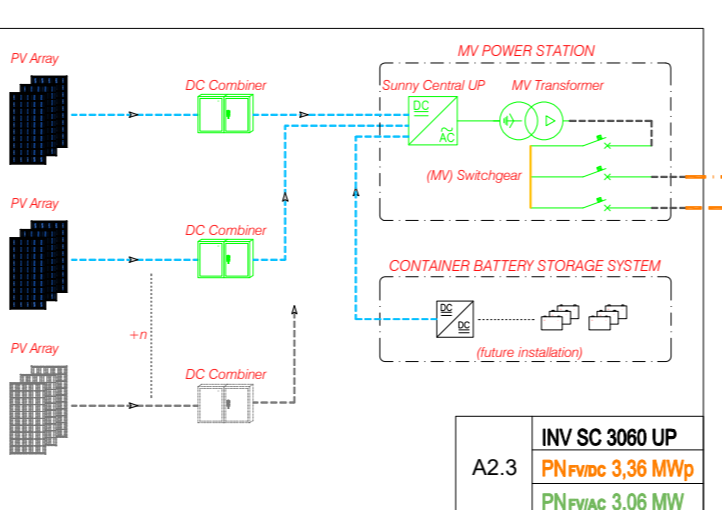 MV POWER STATION
PV Array
DC Combiner
Sunny Central UP
MV Transformer
DC
AC
(MV) Switchgear
PV Array
DC Combiner
CONTAINER BATTERY STORAGE SYSTEM
DC
DC
(future installation)
+n
PV Array
DC Combiner
A2.3
INV SC 3060 UP
PNFV/DC 3,36 MWp
PNFV/AC 3,06 MW